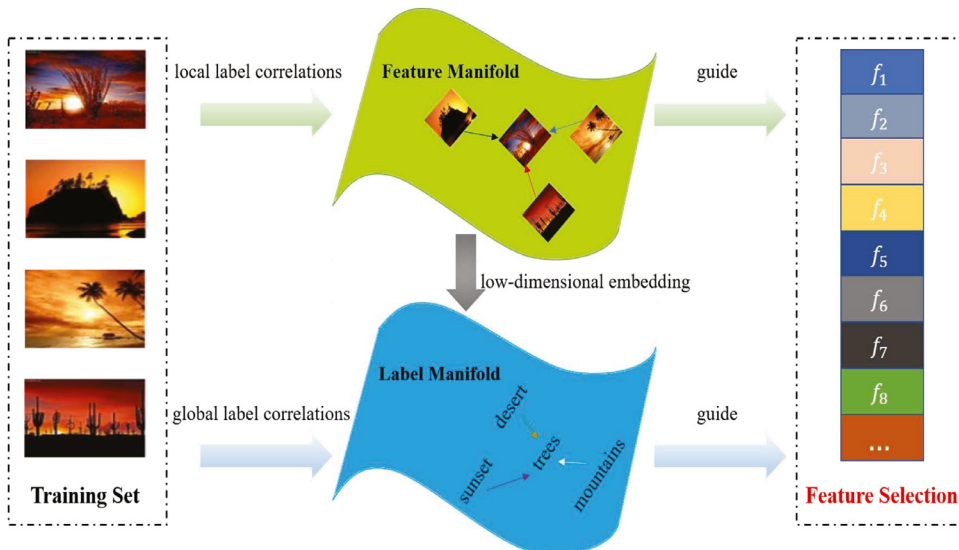 local label correlations
Feature Manifold
guide
low-dimensional embedding
Label Manifold
global label correlations
desert
trees
sunset
mountains
guide
Training Set
f1
f2
f3
f4
f5
f6
f7
f8
...
Feature Selection